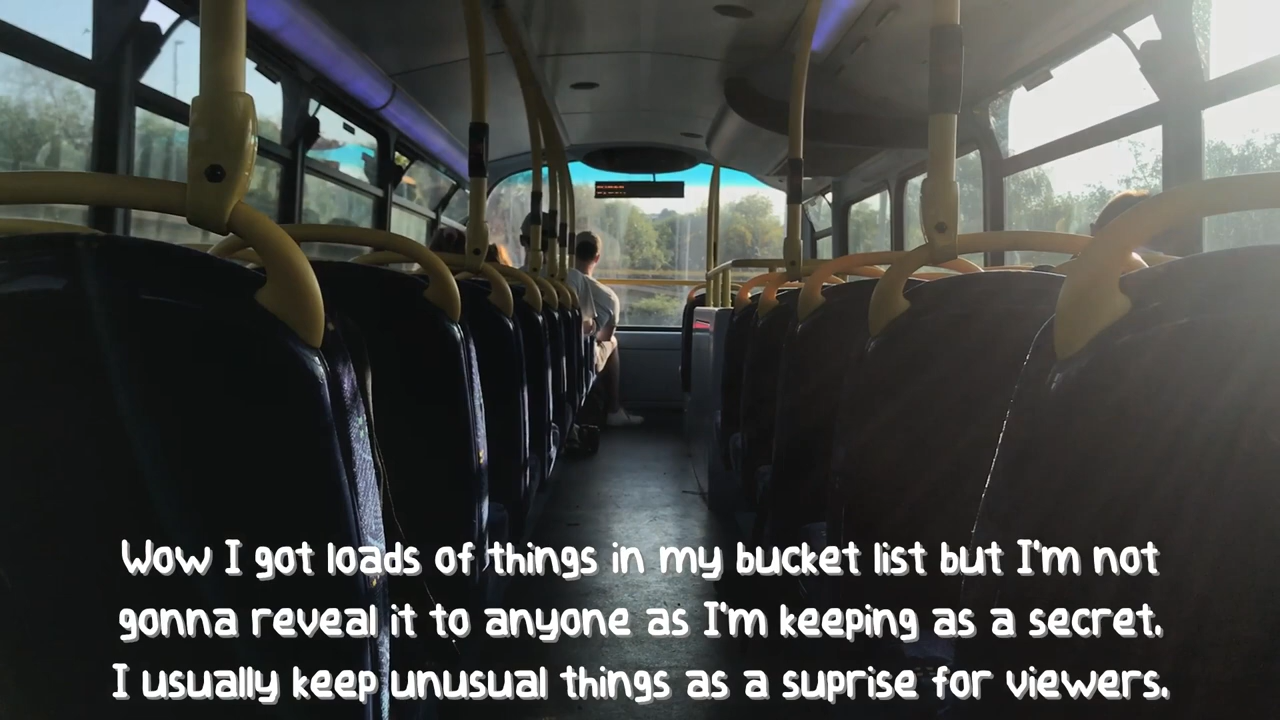 Wow I got loads of things in my bucket list but I'm not
gonna reveal it to anyone as I'm keeping as a secret.
I usually keep unusual things as a suprise for viewers.